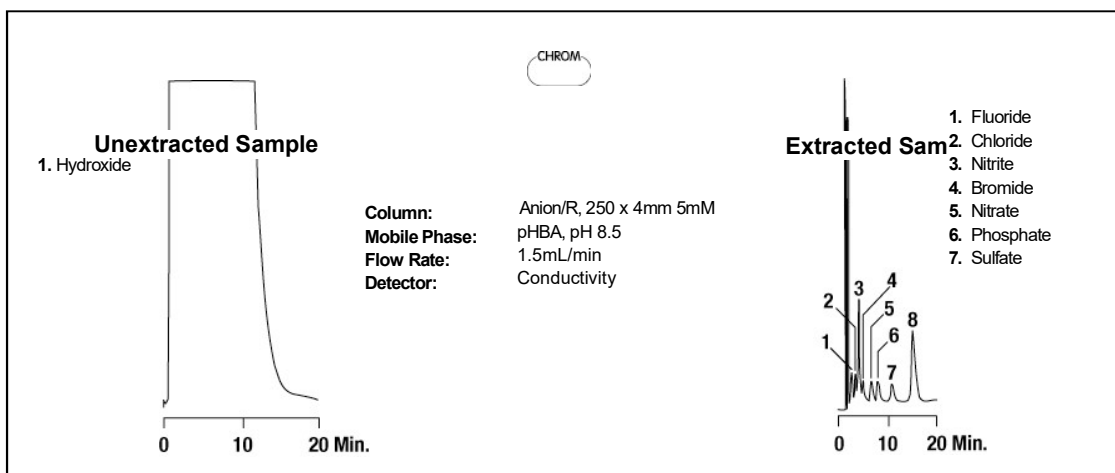 CHROM
Unextracted Sample
1. Hydroxide
0 10 20 Min.
Column: Anion/R, 250 x 4mm 5mM
Mobile Phase: pHBA, pH 8.5
Flow Rate: 1.5mL/min
Detector: Conductivity
Extracted Sam
1. Fluoride
2. Chloride
3. Nitrite
4. Bromide
5. Nitrate
6. Phosphate
7. Sulfate
1
2
3
4
5
6
7
8
0 10 20 Min.